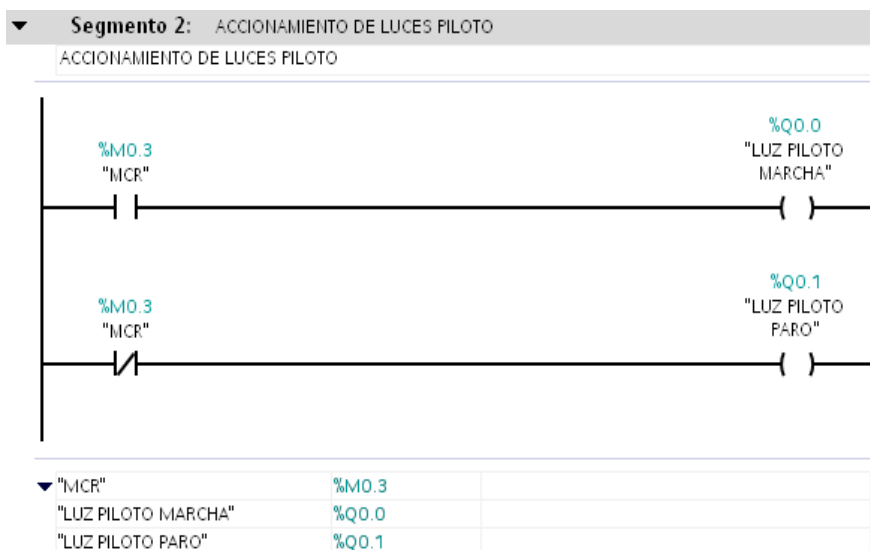 Segmento 2: ACCIONAMIENTO DE LUCES PILOTO
ACCIONAMIENTO DE LUCES PILOTO
%M0.3
"MCR"
%Q0.0
"LUZ PILOTO
MARCHA"
%M0.3
"MCR"
%Q0.1
"LUZ PILOTO
PARO"
"MCR" %M0.3
"LUZ PILOTO MARCHA" %Q0.0
"LUZ PILOTO PARO" %Q0.1